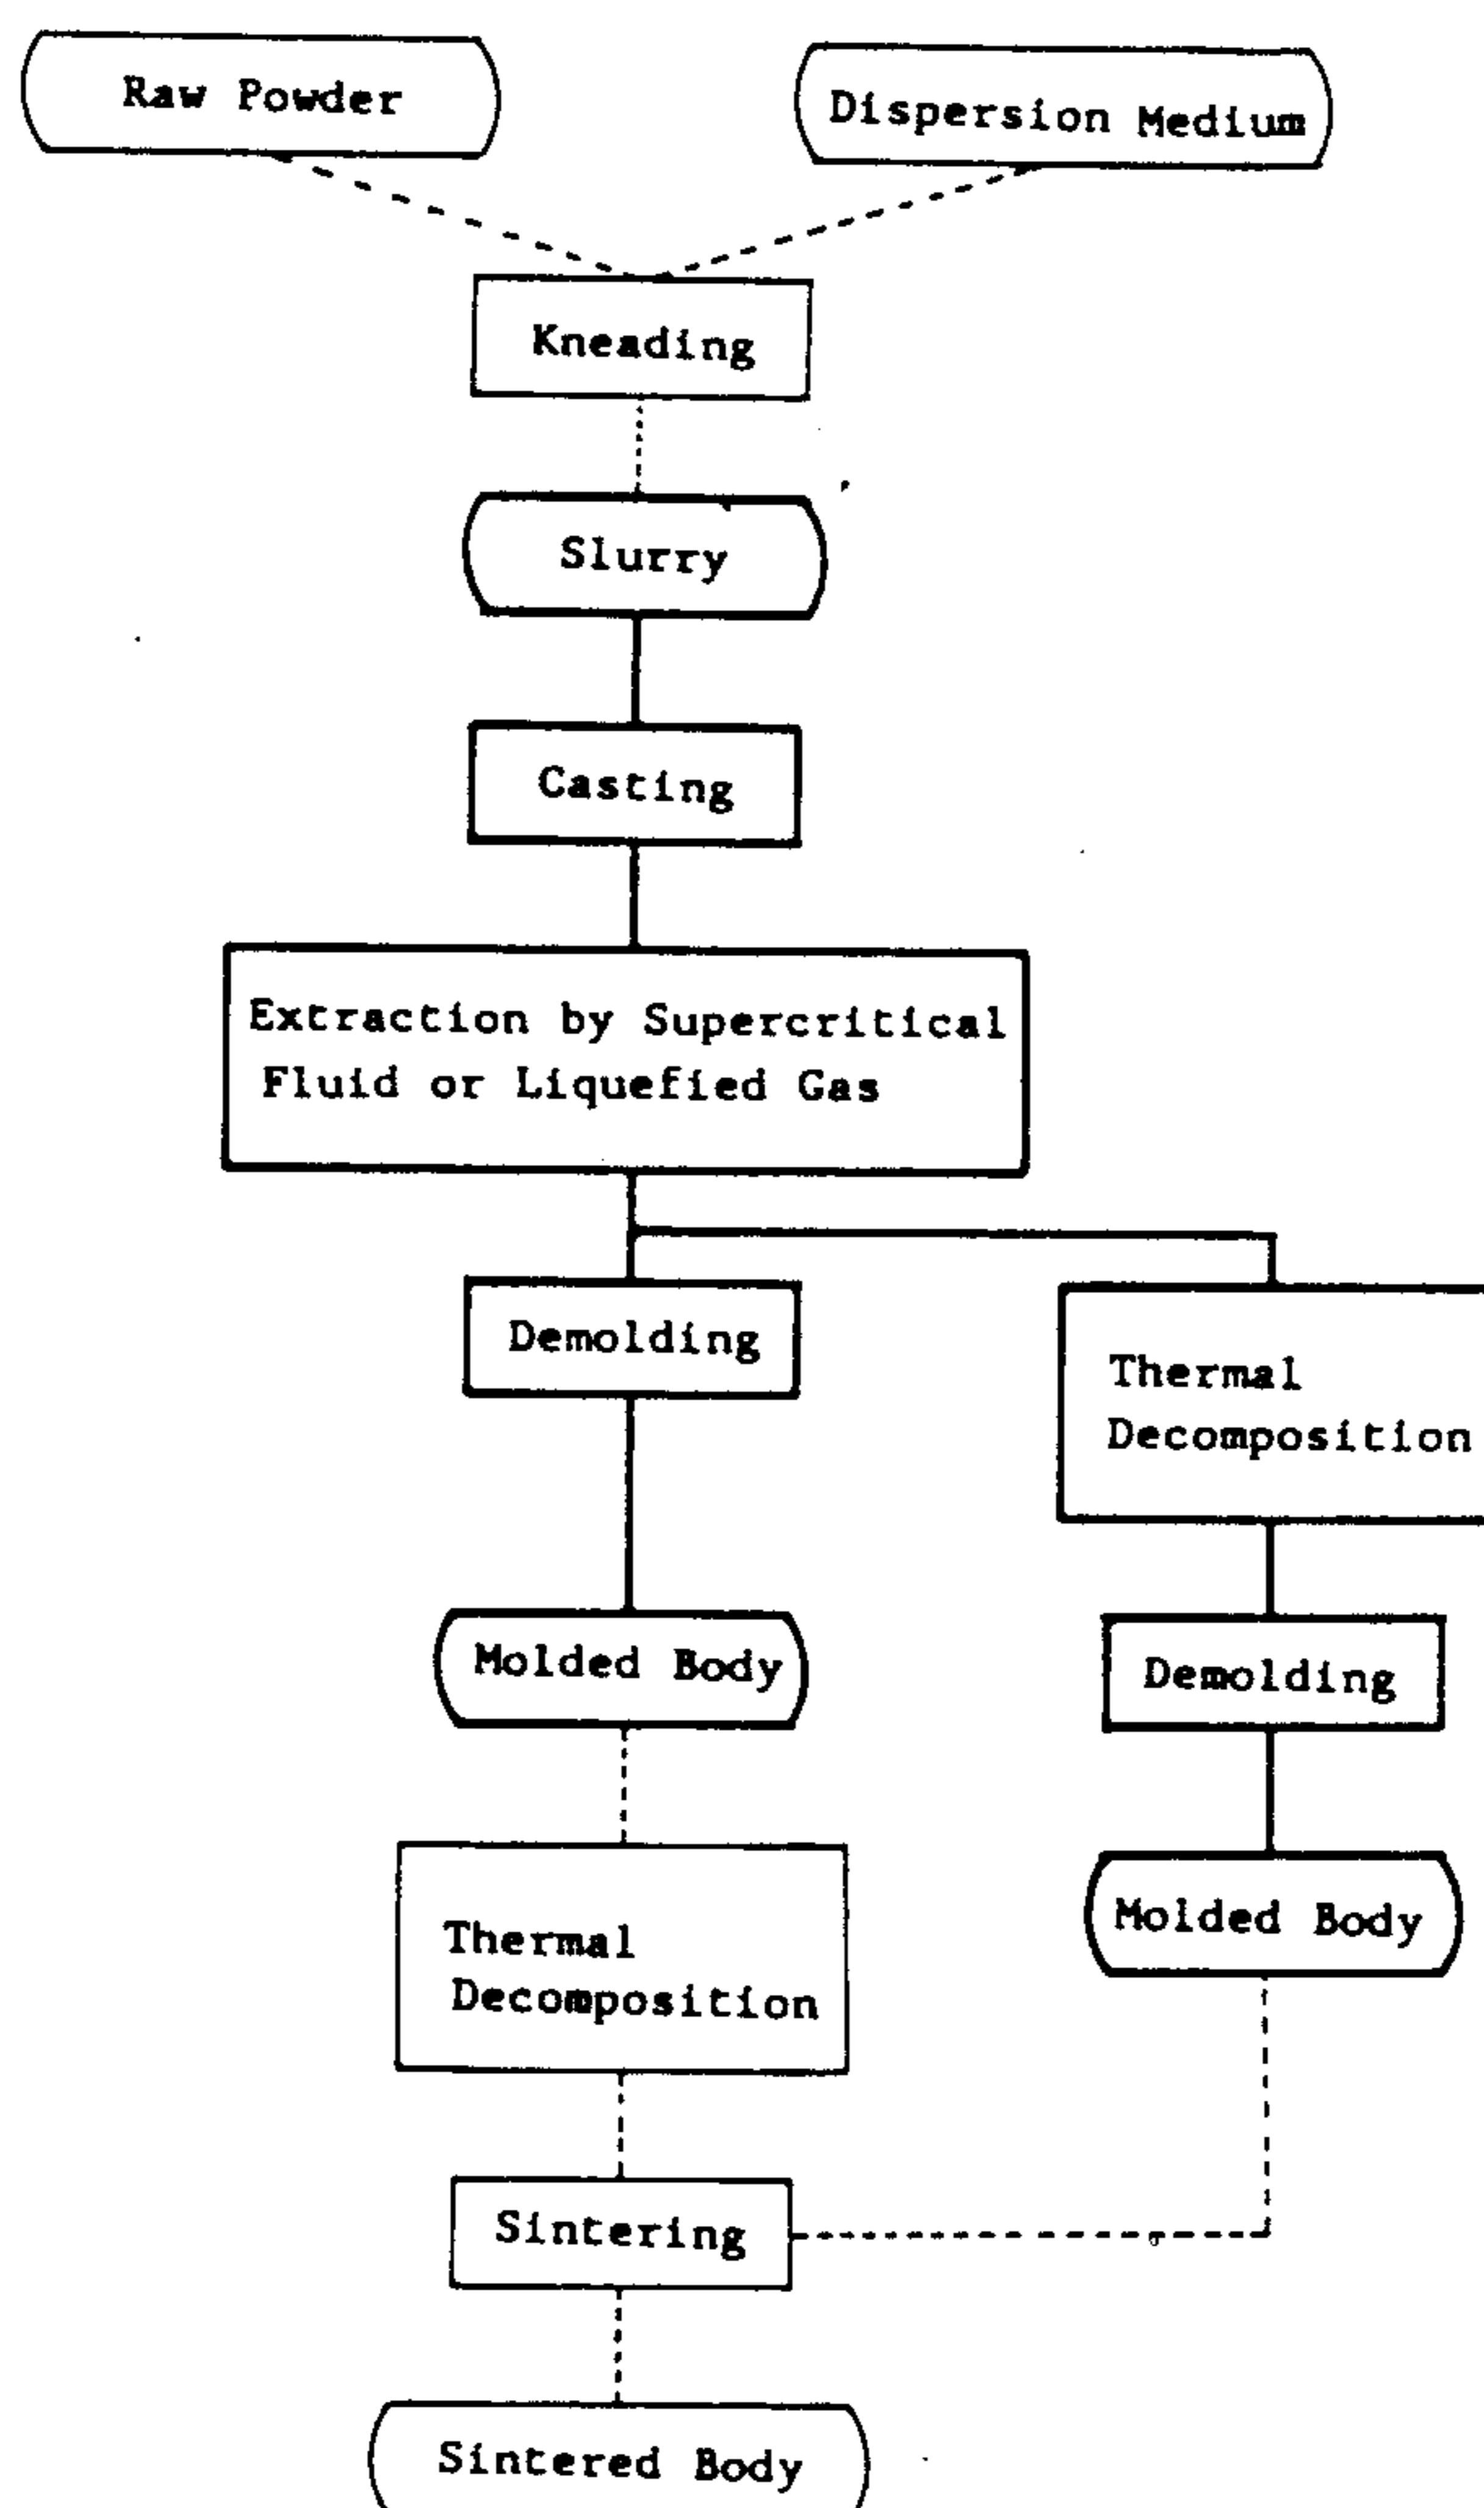 Raw Powder
Dispersion Medium
Kneading
Slurry
Casting
Extraction by Supercritical
Fluid or Liquefied Gas
Demolding
Thermal
Decomposition
Molded Body
Demolding
Molded Body
Thermal
Decomposition
Sintering
Sintered Body